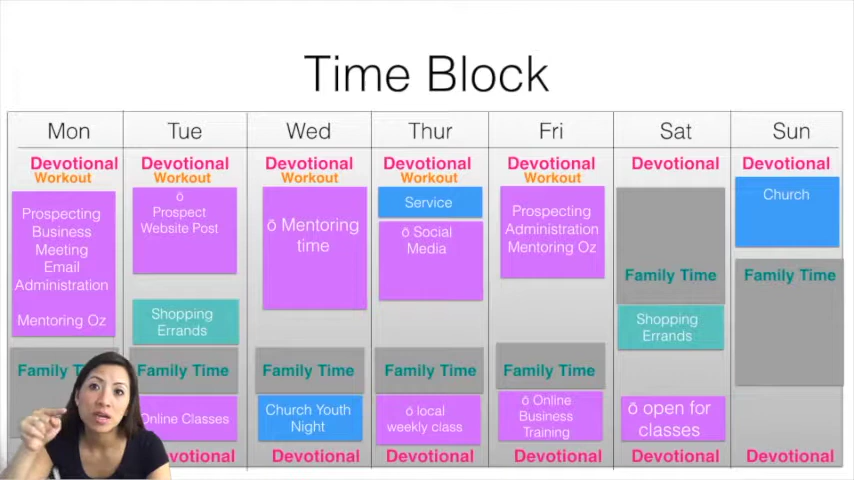 Time Block
Mon Tue Wed Thur Fri Sat Sun
Devotional Devotional Devotional Devotional Devotional Devotional Devotional
Workout Workout Workout Workout Workout
Prospecting
Business
Meeting
Email
Administration
Mentoring Oz
Family
ō
Prospect
Website Post
Shopping
Errands
Family Time
Online Classes
Devotional
ō Mentoring
time
Family Time
Church Youth
Night
Devotional
Service
ō Social
Media
Family Time
ō local
weekly class
Devotional
Prospecting
Administration
Mentoring Oz
Family Time
ō Online
Business
Training
Devotional
Family Time
Shopping
Errands
ō open for
classes
Devotional
Church
Family Time
Devotional